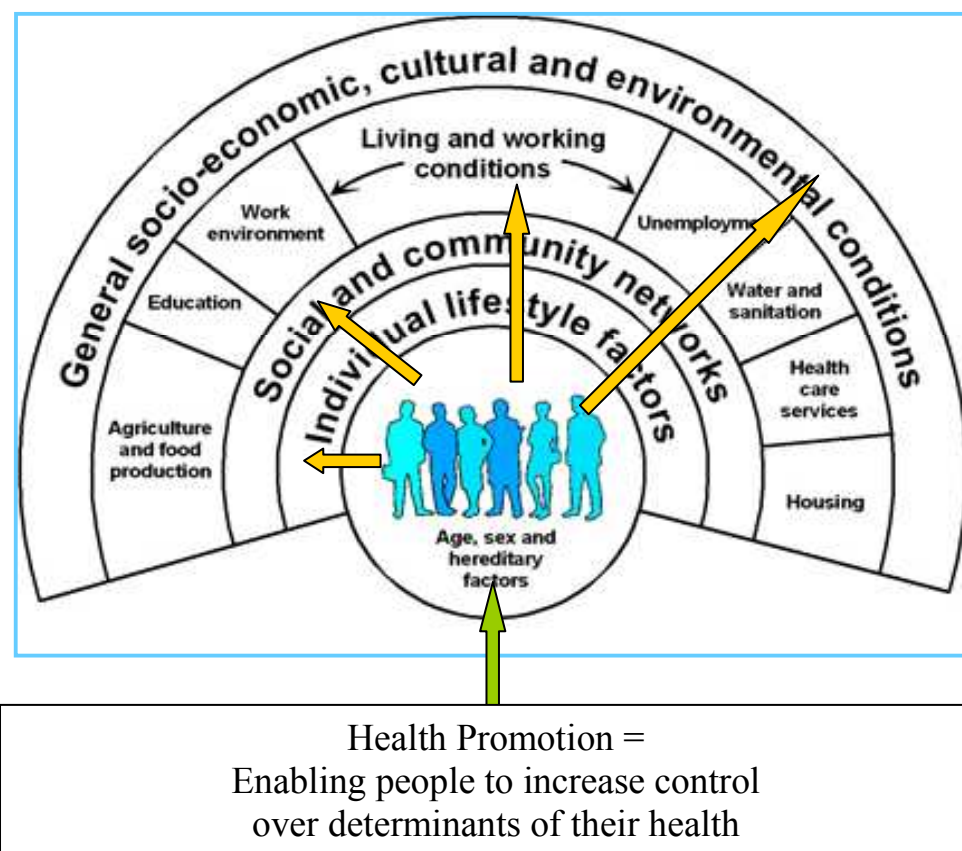 General socio-economic, cultural and environmental conditions
Living and working
conditions
Work
environment
Unemployment
Education
Water and
sanitation
Agriculture
and food
production
Health
care
services
Housing
Social and community networks
Individual lifestyle factors
Age, sex and
hereditary
factors
Health Promotion =
Enabling people to increase control
over determinants of their health